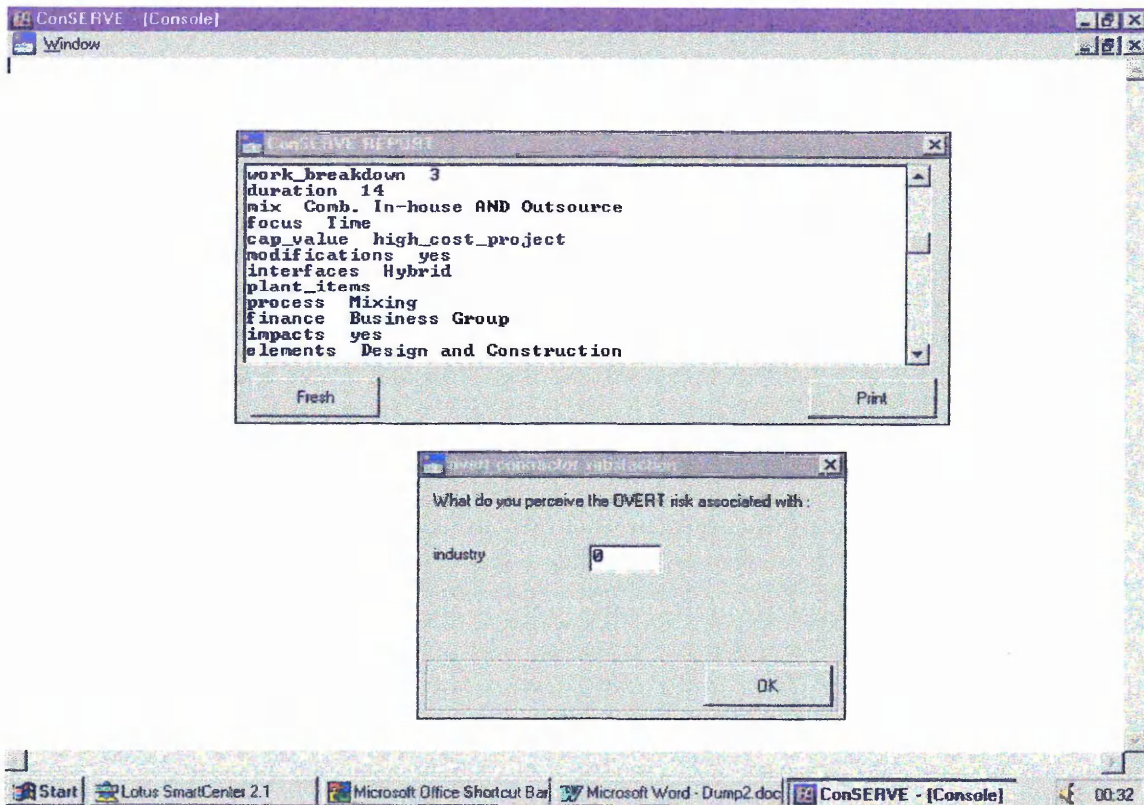 ConSERVE - [Console]
Window
ConSERVE REPORT
work_breakdown 3
duration 14
mix Comb. In-house AND Outsource
focus Time
cap_value high_cost_project
modifications yes
interfaces Hybrid
plant_items
process Mixing
finance Business Group
impacts yes
elements Design and Construction
Fresh Print
overt contractor satisfaction
What do you perceive the OVERT risk associated with :
industry 0
OK
Start Lotus SmartCenter 2.1 Microsoft Office Shortcut Bar Microsoft Word - Dump2.doc ConSERVE - [Console] 00:32